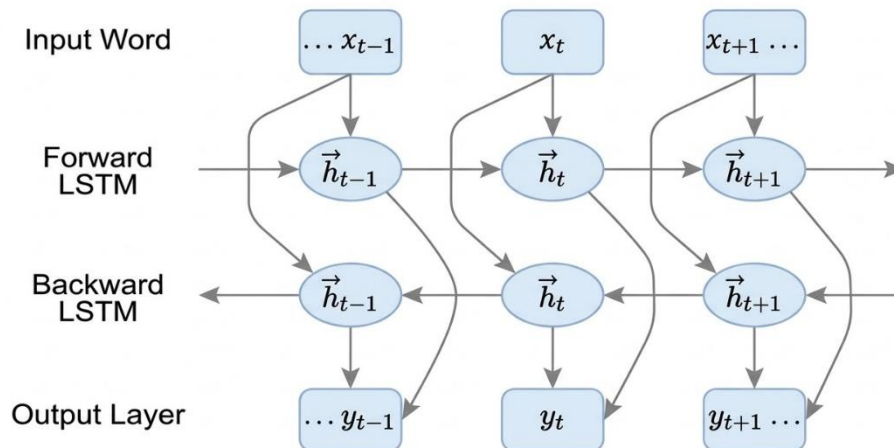 Input Word … x_{t−1} x_t x_{t+1} …
Forward
LSTM
\vec{h}_{t−1} \vec{h}_t \vec{h}_{t+1}
Backward
LSTM
\vec{h}_{t−1} \vec{h}_t \vec{h}_{t+1}
Output Layer … y_{t−1} y_t y_{t+1} …